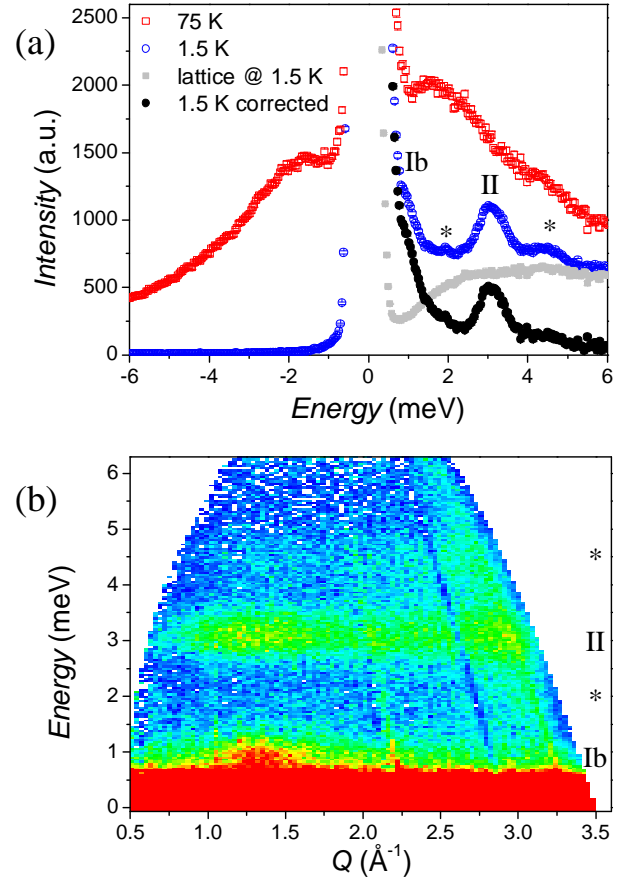 (a)
2500
2000
1500
1000
500
0
Intensity (a.u.)
75 K
1.5 K
lattice @ 1.5 K
1.5 K corrected
Ib
*
II
*
-6 -4 -2 0 2 4 6
Energy (meV)
(b)
6
5
4
3
2
1
0
Energy (meV)
*
II
*
Ib
0.5 1.0 1.5 2.0 2.5 3.0 3.5
Q (Å⁻¹)